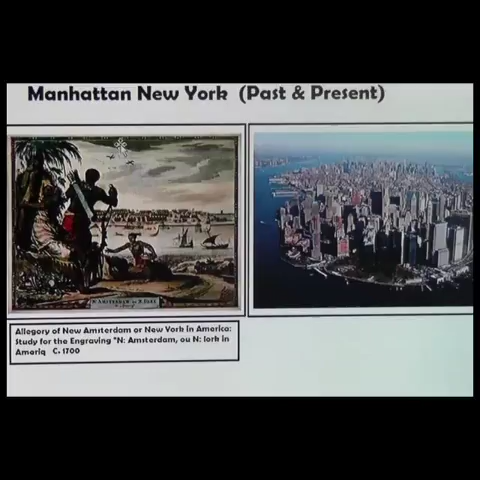 Manhattan New York (Past & Present)
N. AMSTERDAM
Allegory of New Amsterdam or New York in America:
Study for the Engraving "N: Amsterdam, ou N: Iork in
Ameriq C. 1700